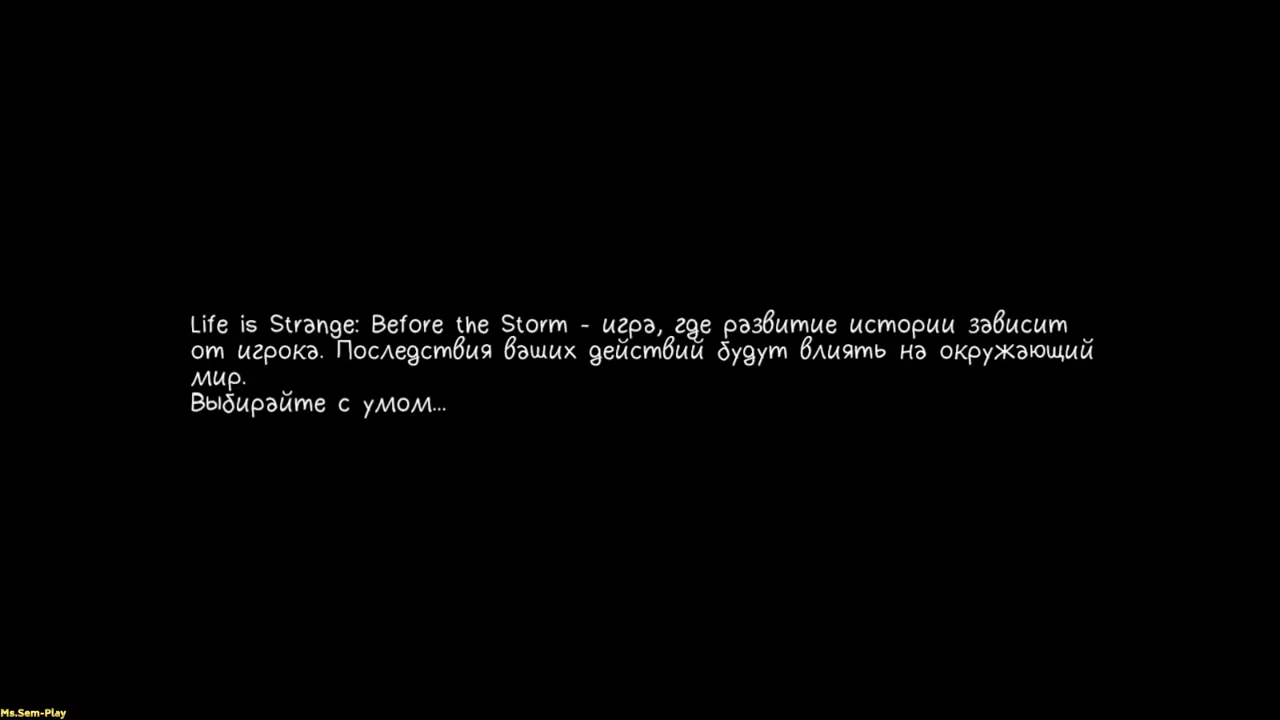 Life is Strange: Before the Storm - игра, где развитие истории зависит
от игрока. Последствия ваших действий будут влиять на окружающий
мир.
Выбирайте с умом...
Ms.Sem-Play